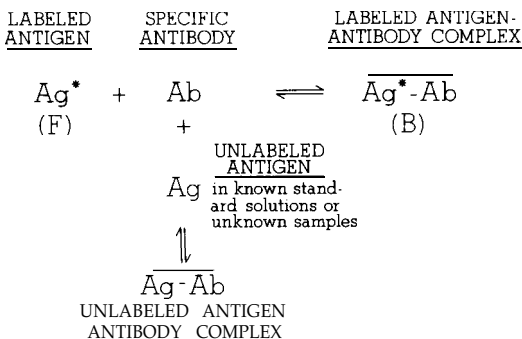 LABELED ANTIGEN
SPECIFIC ANTIBODY
LABELED ANTIGEN-
ANTIBODY COMPLEX
Ag* + Ab ⇌ Ag*-Ab
(F) + (B)
UNLABELED
ANTIGEN
Ag in known stand-
ard solutions or
unknown samples
⇌
Ag-Ab
UNLABELED ANTIGEN
ANTIBODY COMPLEX